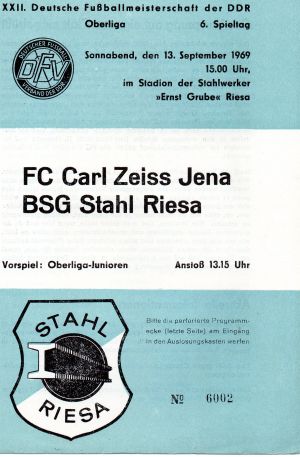 XXII. Deutsche Fußballmeisterschaft der DDR
Oberliga 6. Spieltag
Sonnabend, den 13. September 1969
15.00 Uhr,
im Stadion der Stahlwerker
»Ernst Grube« Riesa
DEUTSCHER FUSSBALL
DFV
VERBAND DER DDR
FC Carl Zeiss Jena
BSG Stahl Riesa
Vorspiel: Oberliga-Junioren Anstoß 13.15 Uhr
Bitte die perforierte Programm-
ecke (letzte Seite) am Eingang
in den Auslosungskasten werfen
STAHL
RIESA
№ 6002